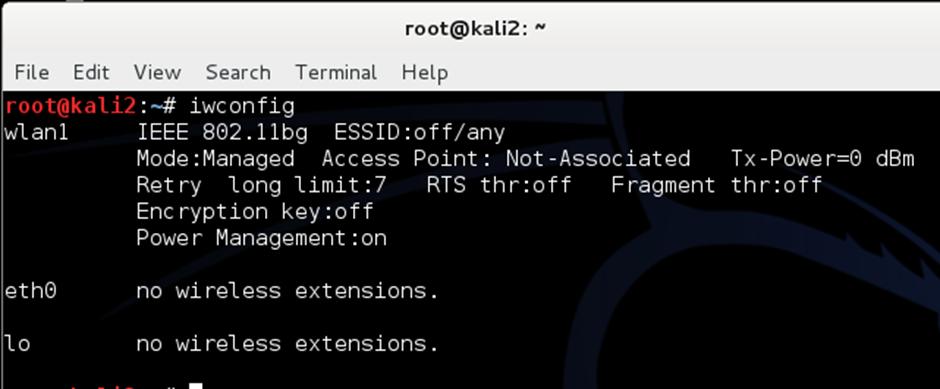 root@kali2: ~
File Edit View Search Terminal Help
root@kali2:~# iwconfig
wlan1     IEEE 802.11bg  ESSID:off/any
          Mode:Managed  Access Point: Not-Associated   Tx-Power=0 dBm
          Retry  long limit:7   RTS thr:off   Fragment thr:off
          Encryption key:off
          Power Management:on
eth0      no wireless extensions.
lo        no wireless extensions.